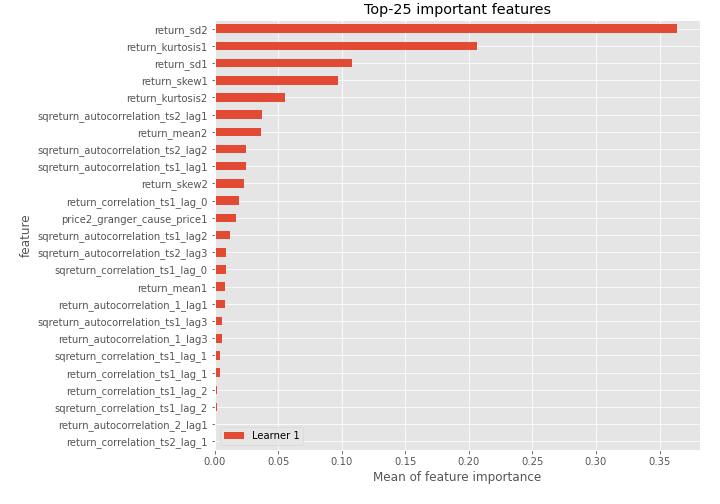 Top-25 important features
return_sd2
return_kurtosis1
return_sd1
return_skew1
return_kurtosis2
sqreturn_autocorrelation_ts2_lag1
return_mean2
sqreturn_autocorrelation_ts2_lag2
sqreturn_autocorrelation_ts1_lag1
return_skew2
return_correlation_ts1_lag_0
price2_granger_cause_price1
sqreturn_autocorrelation_ts1_lag2
sqreturn_autocorrelation_ts2_lag3
sqreturn_correlation_ts1_lag_0
return_mean1
return_autocorrelation_1_lag1
sqreturn_autocorrelation_ts1_lag3
return_autocorrelation_1_lag3
sqreturn_correlation_ts1_lag_1
return_correlation_ts1_lag_1
return_correlation_ts1_lag_2
sqreturn_correlation_ts1_lag_2
return_autocorrelation_2_lag1
return_correlation_ts2_lag_1
feature
Learner 1
0.00 0.05 0.10 0.15 0.20 0.25 0.30 0.35
Mean of feature importance